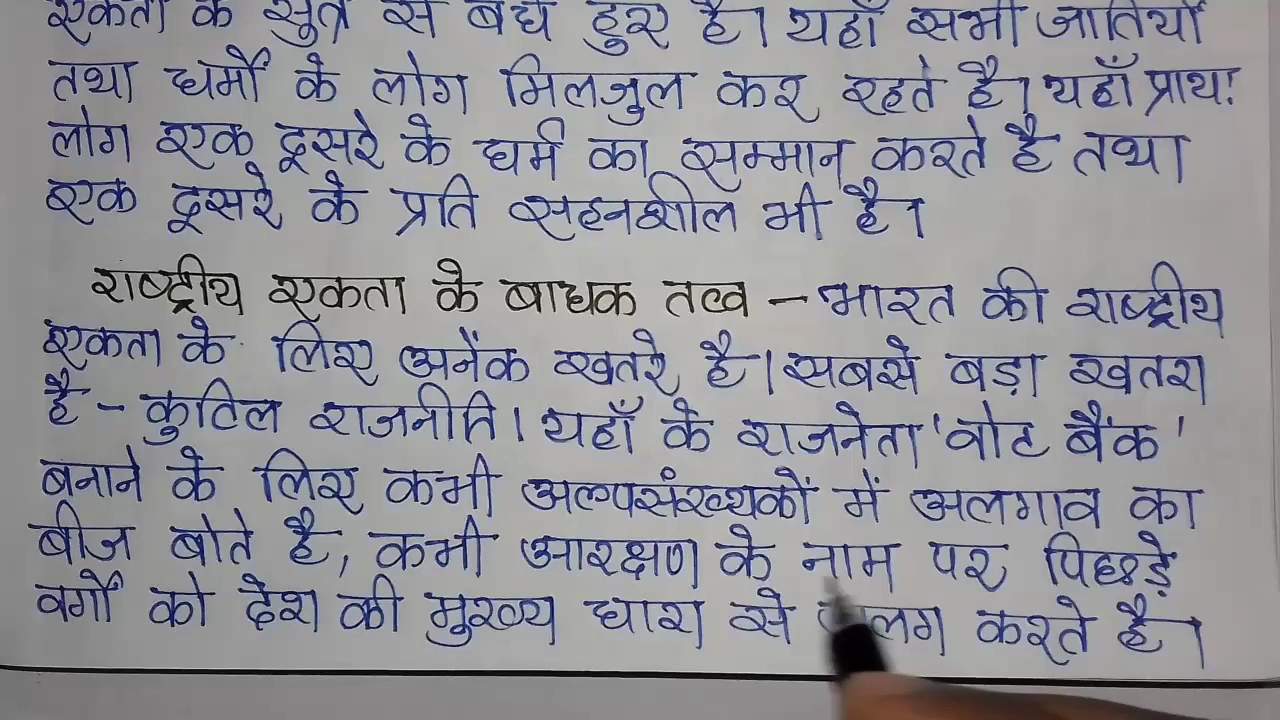 एकता के सुत्र से बंधे हुए है। यहाँ सभी जातियों
तथा धर्मों के लोग मिलजुल कर रहते है। यहाँ प्राय:
लोग एक दूसरे के धर्म का सम्मान करते है तथा
एक दूसरे के प्रति सहनशील भी है।
राष्ट्रीय एकता के बाधक तत्व – भारत की राष्ट्रीय
एकता के लिए अनेंक खतरे है। सबसे बड़ा खतरा
है – कुटिल राजनीति। यहाँ के राजनेता 'वोट बैंक'
बनाने के लिए कभी अल्पसंख्यकों में अलगाव का
बीज बोते है, कभी आरक्षण के नाम पर पिछड़े
वर्गों को देश की मुख्य धारा से अलग करते है।